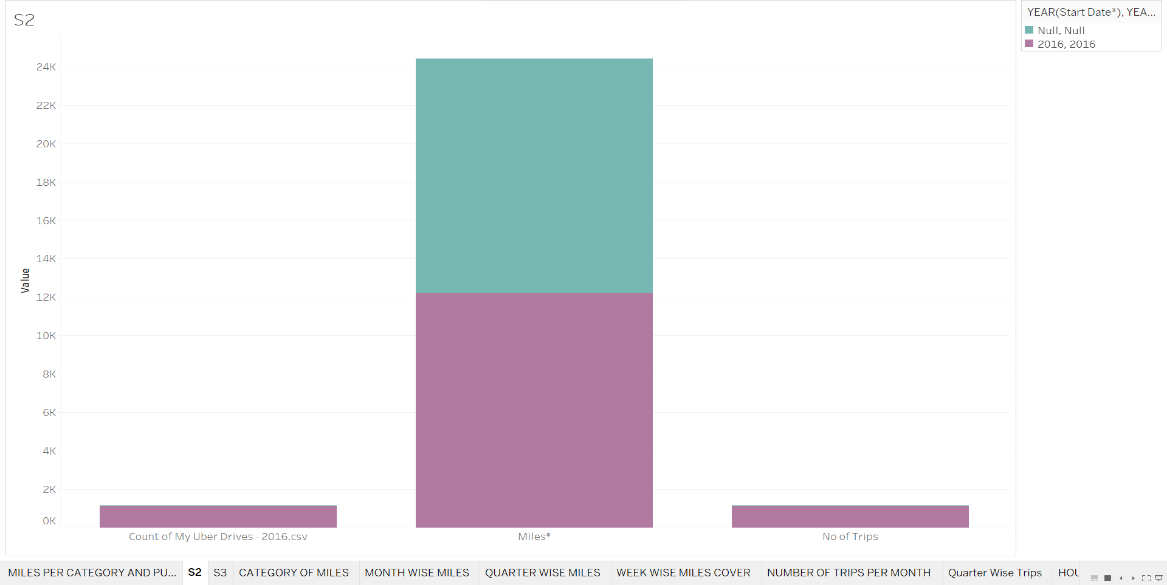 S2
YEAR(Start Date*), YEA...
Null, Null
2016, 2016
24K
22K
20K
18K
16K
14K
12K
10K
8K
6K
4K
2K
0K
Value
Count of My Uber Drives - 2016.csv
Miles*
No of Trips
MILES PER CATEGORY AND PU... S2 S3 CATEGORY OF MILES MONTH WISE MILES QUARTER WISE MILES WEEK WISE MILES COVER NUMBER OF TRIPS PER MONTH Quarter Wise Trips HOU